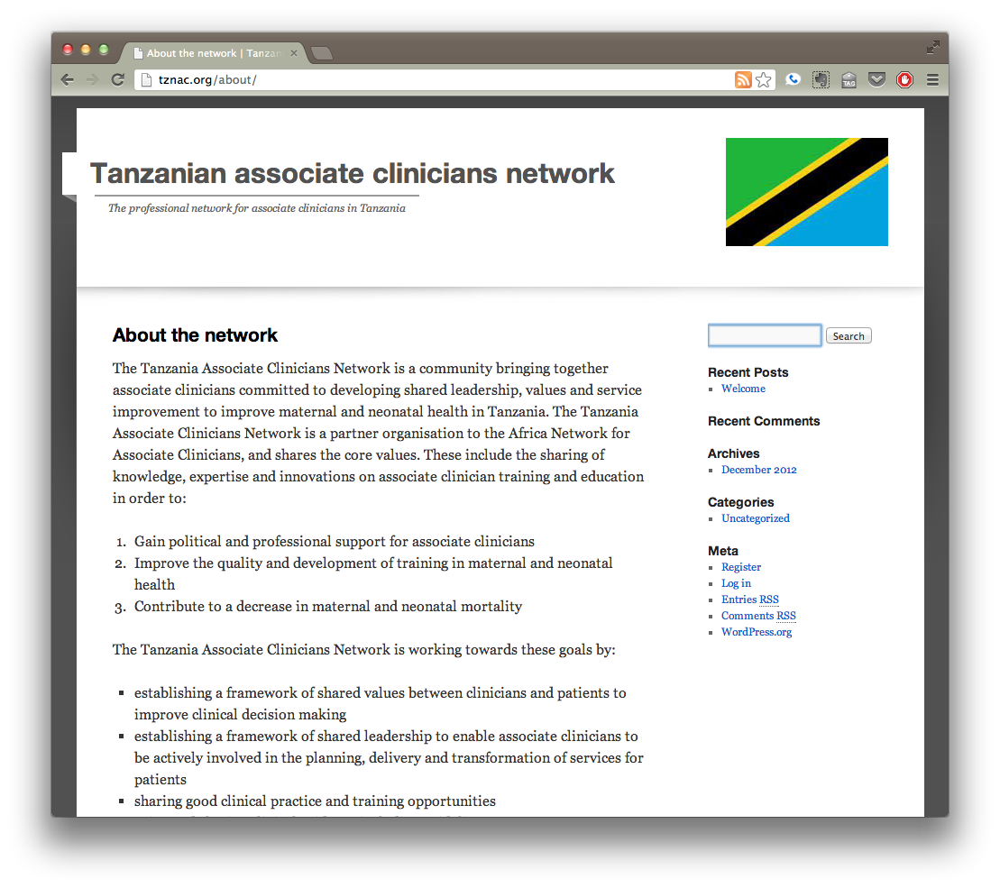 About the network | Tanzan
tznac.org/about/
TAG
Tanzanian associate clinicians network
The professional network for associate clinicians in Tanzania
About the network
The Tanzania Associate Clinicians Network is a community bringing together
associate clinicians committed to developing shared leadership, values and service
improvement to improve maternal and neonatal health in Tanzania. The Tanzania
Associate Clinicians Network is a partner organisation to the Africa Network for
Associate Clinicians, and shares the core values. These include the sharing of
knowledge, expertise and innovations on associate clinician training and education
in order to:
1. Gain political and professional support for associate clinicians
2. Improve the quality and development of training in maternal and neonatal
health
3. Contribute to a decrease in maternal and neonatal mortality
The Tanzania Associate Clinicians Network is working towards these goals by:
establishing a framework of shared values between clinicians and patients to
improve clinical decision making
establishing a framework of shared leadership to enable associate clinicians to
be actively involved in the planning, delivery and transformation of services for
patients
sharing good clinical practice and training opportunities
Search
Recent Posts
Welcome
Recent Comments
Archives
December 2012
Categories
Uncategorized
Meta
Register
Log in
Entries RSS
Comments RSS
WordPress.org